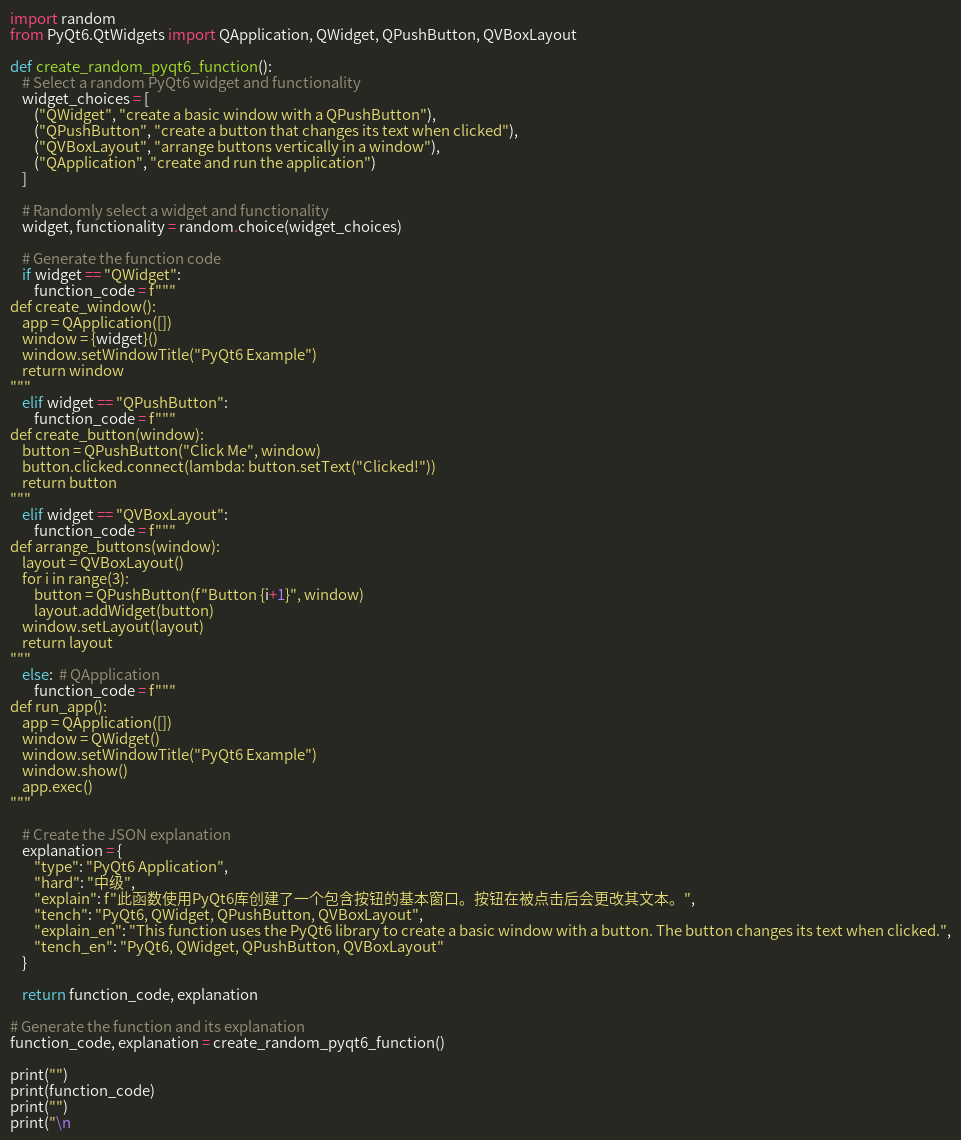 import random
from PyQt6.QtWidgets import QApplication, QWidget, QPushButton, QVBoxLayout

def create_random_pyqt6_function():
    # Select a random PyQt6 widget and functionality
    widget_choices = [
        ("QWidget", "create a basic window with a QPushButton"),
        ("QPushButton", "create a button that changes its text when clicked"),
        ("QVBoxLayout", "arrange buttons vertically in a window"),
        ("QApplication", "create and run the application")
    ]

    # Randomly select a widget and functionality
    widget, functionality = random.choice(widget_choices)

    # Generate the function code
    if widget == "QWidget":
        function_code = f"""
def create_window():
    app = QApplication([])
    window = {widget}()
    window.setWindowTitle("PyQt6 Example")
    return window
"""
    elif widget == "QPushButton":
        function_code = f"""
def create_button(window):
    button = QPushButton("Click Me", window)
    button.clicked.connect(lambda: button.setText("Clicked!"))
    return button
"""
    elif widget == "QVBoxLayout":
        function_code = f"""
def arrange_buttons(window):
    layout = QVBoxLayout()
    for i in range(3):
        button = QPushButton(f"Button {i+1}", window)
        layout.addWidget(button)
    window.setLayout(layout)
    return layout
"""
    else:  # QApplication
        function_code = f"""
def run_app():
    app = QApplication([])
    window = QWidget()
    window.setWindowTitle("PyQt6 Example")
    window.show()
    app.exec()
"""

    # Create the JSON explanation
    explanation = {
        "type": "PyQt6 Application",
        "hard": "中级",
        "explain": f"此函数使用PyQt6库创建了一个包含按钮的基本窗口。按钮在被点击后会更改其文本。",
        "tench": "PyQt6, QWidget, QPushButton, QVBoxLayout",
        "explain_en": "This function uses the PyQt6 library to create a basic window with a button. The button changes its text when clicked.",
        "tench_en": "PyQt6, QWidget, QPushButton, QVBoxLayout"
    }

    return function_code, explanation

# Generate the function and its explanation
function_code, explanation = create_random_pyqt6_function()

print("")
print(function_code)
print("")
print("\n